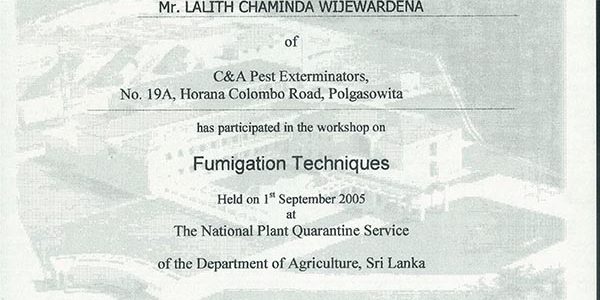 Mr. LALITH CHAMINDA WIJEWARDENA
of
C&A Pest Exterminators,
No. 19A, Horana Colombo Road, Polgasowita
has participated in the workshop on
Fumigation Techniques
Held on 1st September 2005
at
The National Plant Quarantine Service
of the Department of Agriculture, Sri Lanka